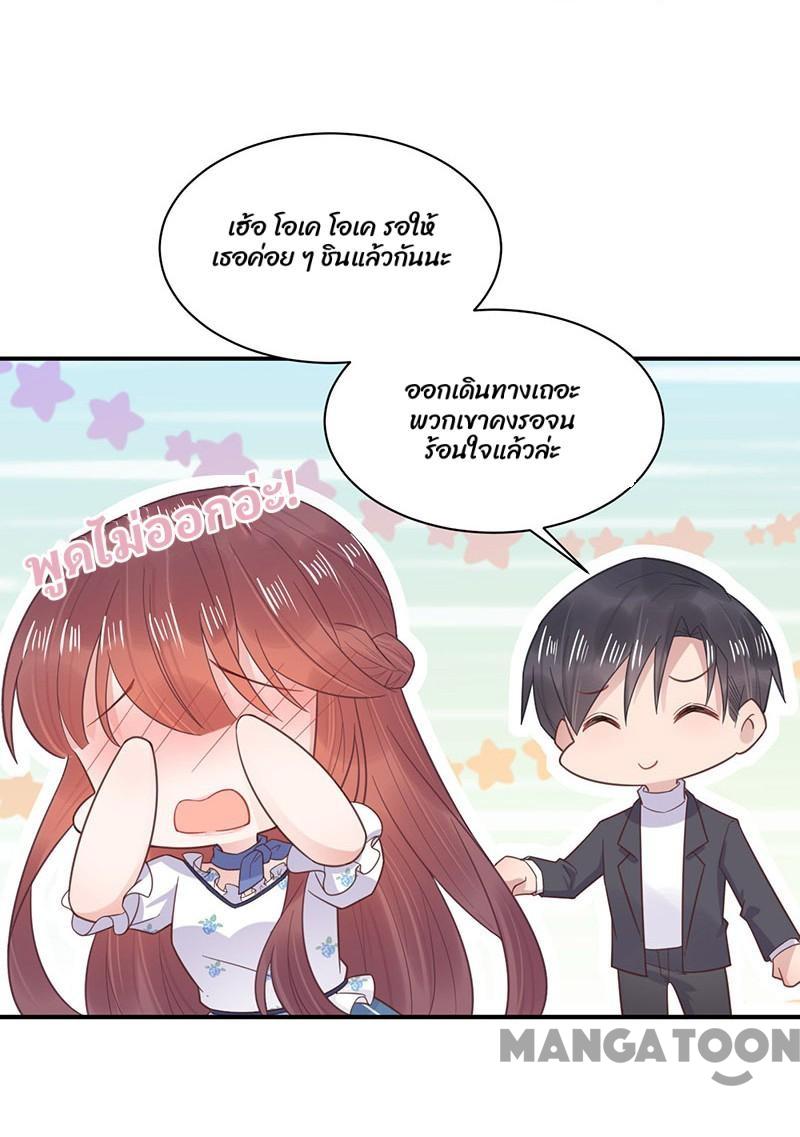 เฮ้อ โอเค โอเค รอให้
เธอค่อย ๆ ชินแล้วกันนะ
ออกเดินทางเถอะ
พวกเขาคงรอจน
ร้อนใจแล้วล่ะ
พูดไม่ออกอ่ะ!
MANGATOON